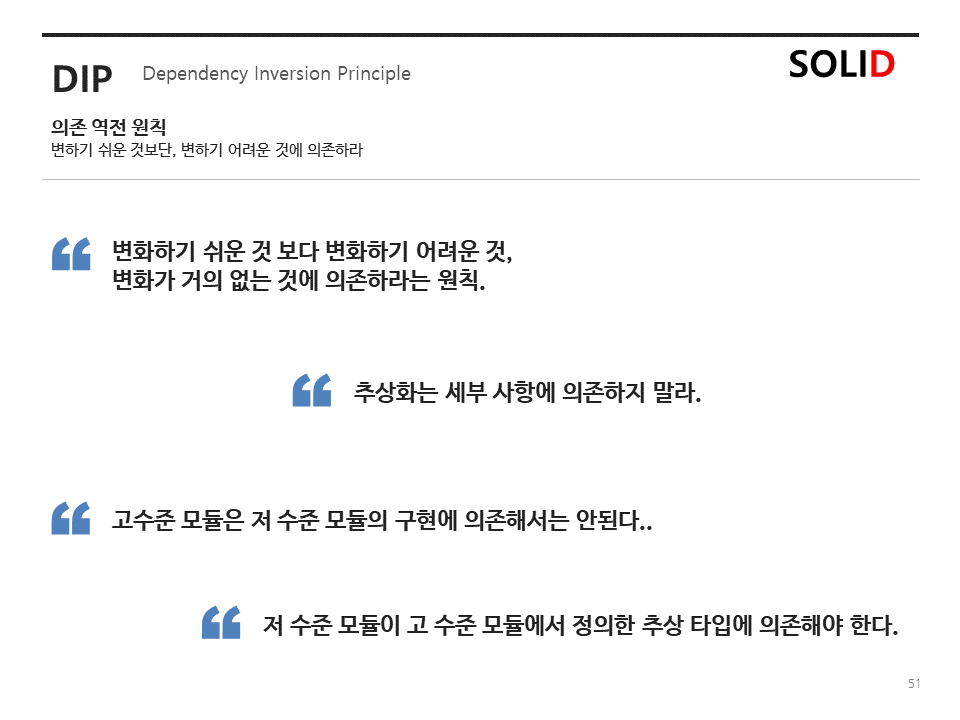 DIP
Dependency Inversion Principle
SOLID
의존 역전 원칙
변하기 쉬운 것보단, 변하기 어려운 것에 의존하라
변화하기 쉬운 것 보다 변화하기 어려운 것,
변화가 거의 없는 것에 의존하라는 원칙.
추상화는 세부 사항에 의존하지 말라.
고수준 모듈은 저 수준 모듈의 구현에 의존해서는 안된다..
저 수준 모듈이 고 수준 모듈에서 정의한 추상 타입에 의존해야 한다.
51